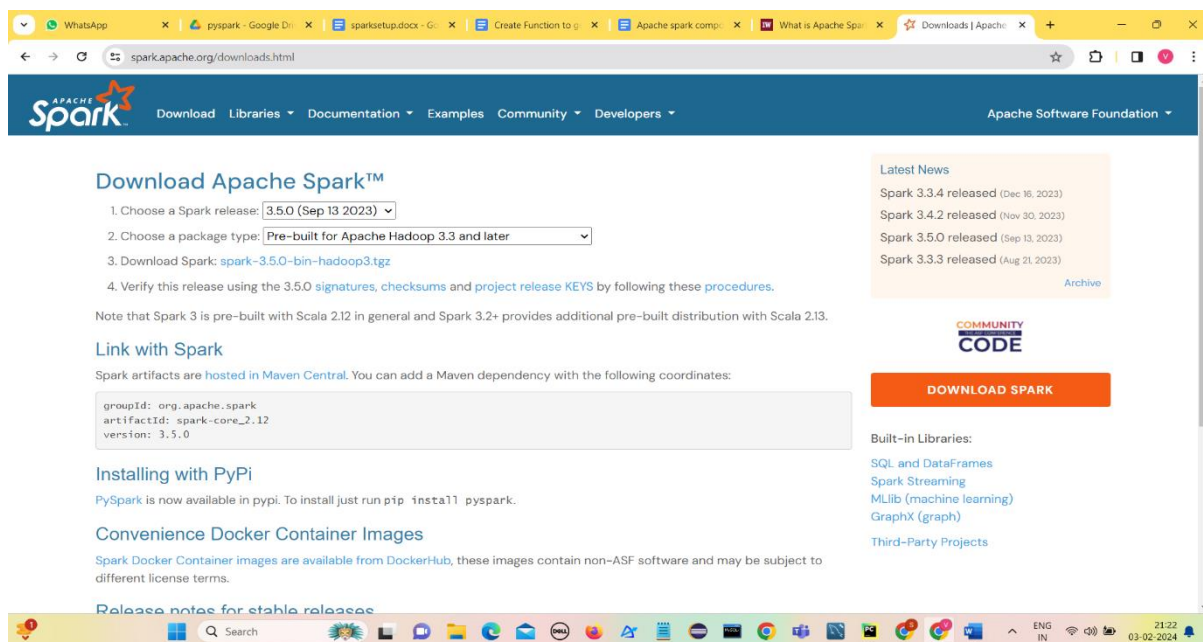 WhatsApp
pyspark - Google Dri
sparksetup.docx - Go
Create Function to g
Apache spark compo
What is Apache Spar
Downloads | Apache
spark.apache.org/downloads.html
APACHE
Spark
Download Libraries Documentation Examples Community Developers
Apache Software Foundation
Download Apache Spark™
1. Choose a Spark release: 3.5.0 (Sep 13 2023)
2. Choose a package type: Pre-built for Apache Hadoop 3.3 and later
3. Download Spark: spark-3.5.0-bin-hadoop3.tgz
4. Verify this release using the 3.5.0 signatures, checksums and project release KEYS by following these procedures.
Note that Spark 3 is pre-built with Scala 2.12 in general and Spark 3.2+ provides additional pre-built distribution with Scala 2.13.
Link with Spark
Spark artifacts are hosted in Maven Central. You can add a Maven dependency with the following coordinates:
groupId: org.apache.spark
artifactId: spark-core_2.12
version: 3.5.0
Installing with PyPi
PySpark is now available in pypi. To install just run pip install pyspark.
Convenience Docker Container Images
Spark Docker Container images are available from DockerHub, these images contain non-ASF software and may be subject to
different license terms.
Release notes for stable releases
Latest News
Spark 3.3.4 released (Dec 16, 2023)
Spark 3.4.2 released (Nov 30, 2023)
Spark 3.5.0 released (Sep 13, 2023)
Spark 3.3.3 released (Aug 21, 2023)
Archive
COMMUNITY
CODE
DOWNLOAD SPARK
Built-in Libraries:
SQL and DataFrames
Spark Streaming
MLlib (machine learning)
GraphX (graph)
Third-Party Projects
Search
ENG
IN
21:22
03-02-2024